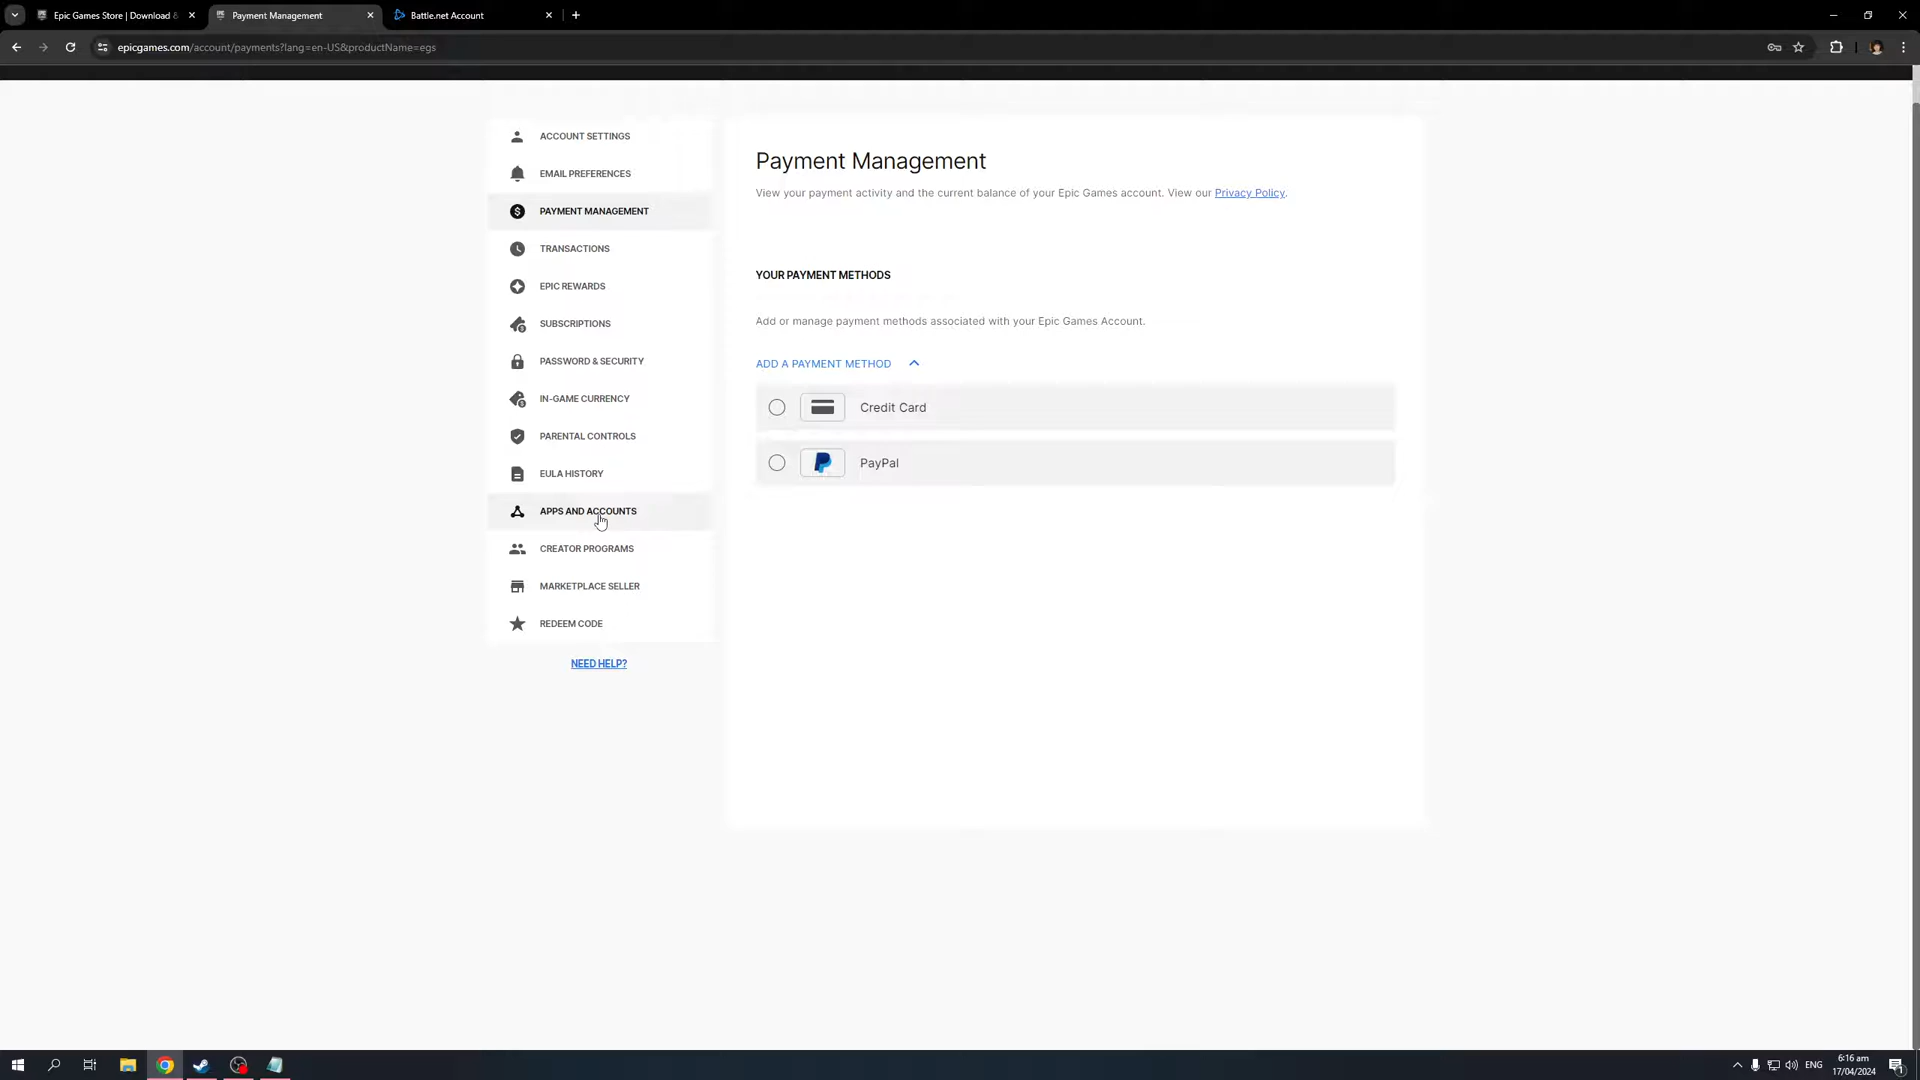 Epic Games Store | Download &
Payment Management
Battle.net Account
epicgames.com/account/payments?lang=en-US&productName=egs
ACCOUNT SETTINGS
EMAIL PREFERENCES
PAYMENT MANAGEMENT
TRANSACTIONS
EPIC REWARDS
SUBSCRIPTIONS
PASSWORD & SECURITY
IN-GAME CURRENCY
PARENTAL CONTROLS
EULA HISTORY
APPS AND ACCOUNTS
CREATOR PROGRAMS
MARKETPLACE SELLER
REDEEM CODE
NEED HELP?
Payment Management
View your payment activity and the current balance of your Epic Games account. View our Privacy Policy.
YOUR PAYMENT METHODS
Add or manage payment methods associated with your Epic Games Account.
ADD A PAYMENT METHOD
Credit Card
PayPal
ENG
6:16 am
17/04/2024